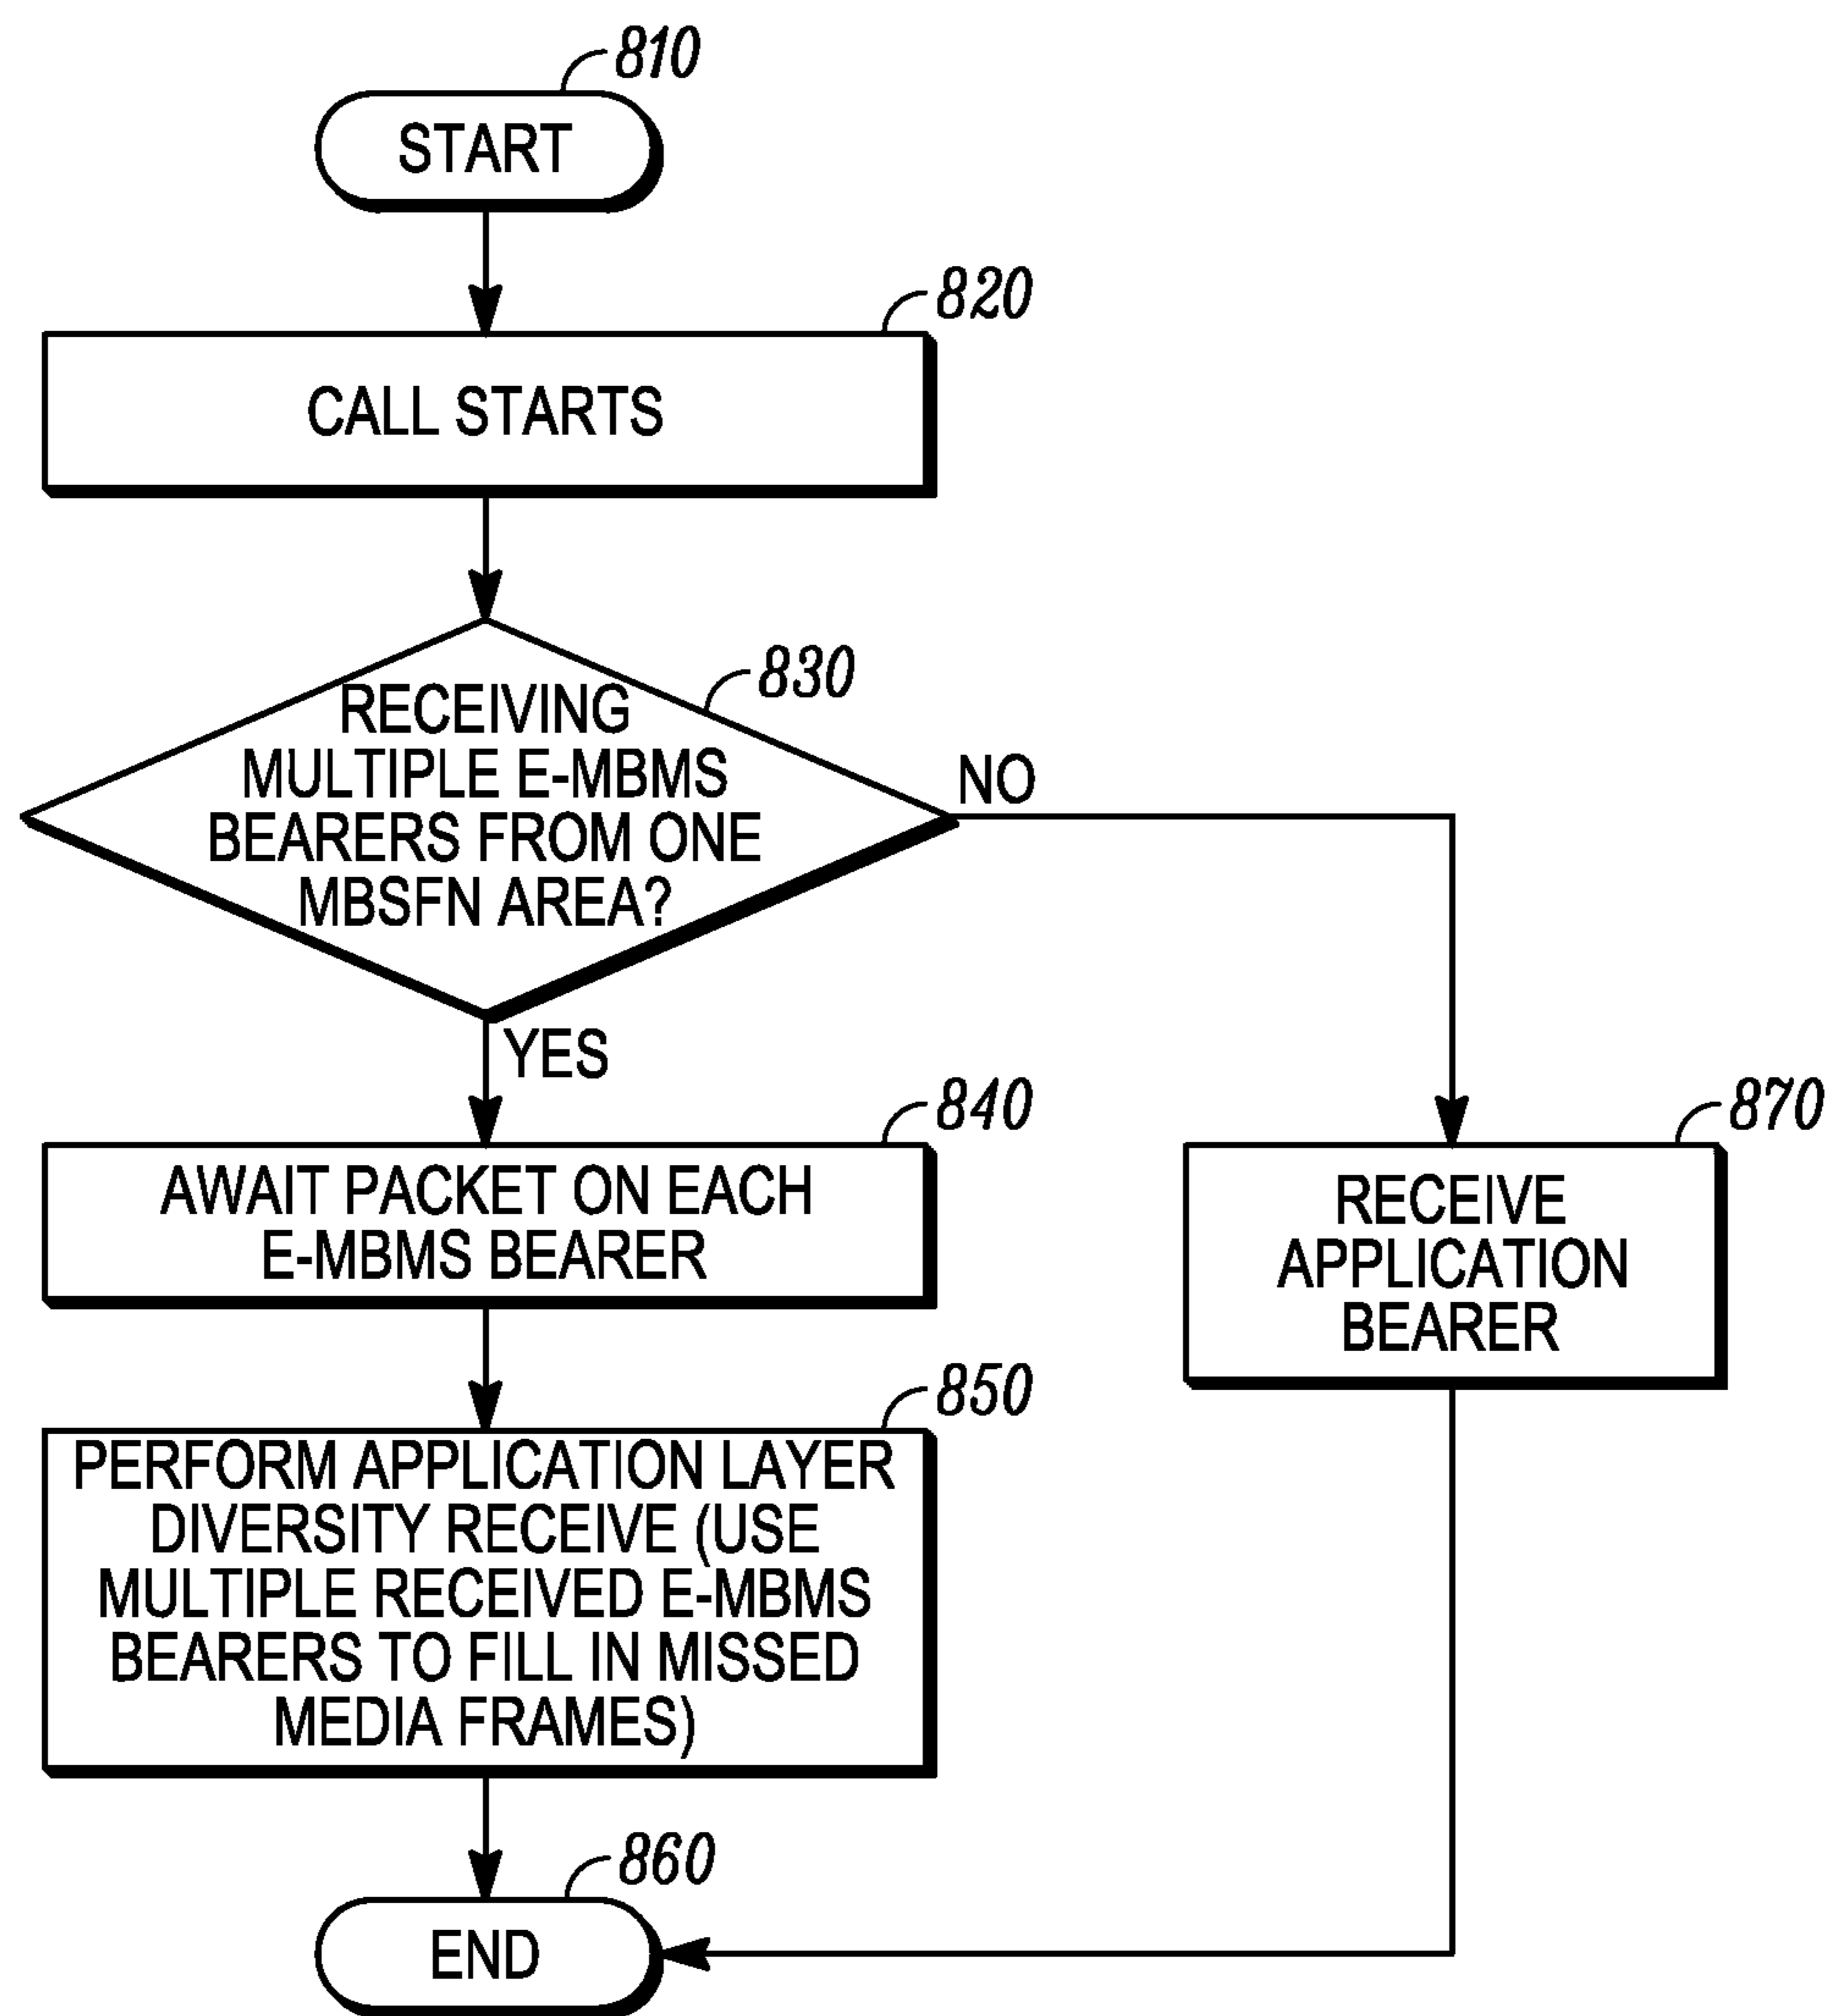 810
START
820
CALL STARTS
830
RECEIVING
MULTIPLE E-MBMS
BEARERS FROM ONE
MBSFN AREA?
NO
YES
840
AWAIT PACKET ON EACH
E-MBMS BEARER
870
RECEIVE
APPLICATION
BEARER
850
PERFORM APPLICATION LAYER
DIVERSITY RECEIVE (USE
MULTIPLE RECEIVED E-MBMS
BEARERS TO FILL IN MISSED
MEDIA FRAMES)
860
END